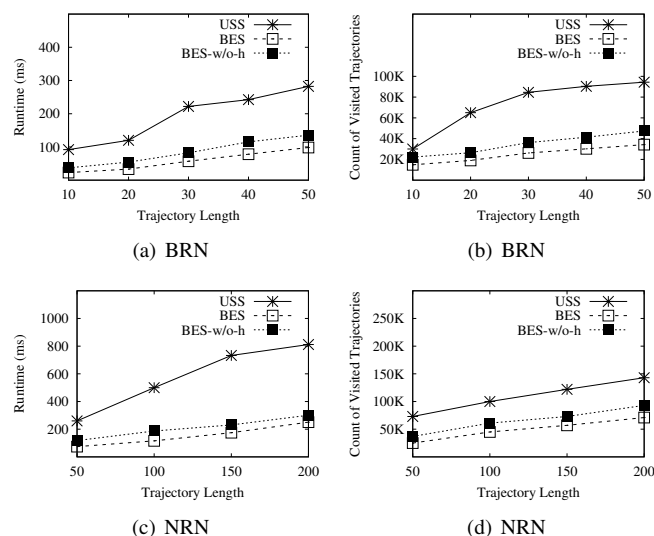 USS
BES
BES-w/o-h
500
400
300
200
100
Runtime (ms)
10 20 30 40 50
Trajectory Length
(a) BRN
USS
BES
BES-w/o-h
100K
80K
60K
40K
20K
Count of Visited Trajectories
10 20 30 40 50
Trajectory Length
(b) BRN
USS
BES
BES-w/o-h
1000
800
600
400
200
Runtime (ms)
50 100 150 200
Trajectory Length
(c) NRN
USS
BES
BES-w/o-h
250K
200K
150K
100K
50K
Count of Visited Trajectories
50 100 150 200
Trajectory Length
(d) NRN